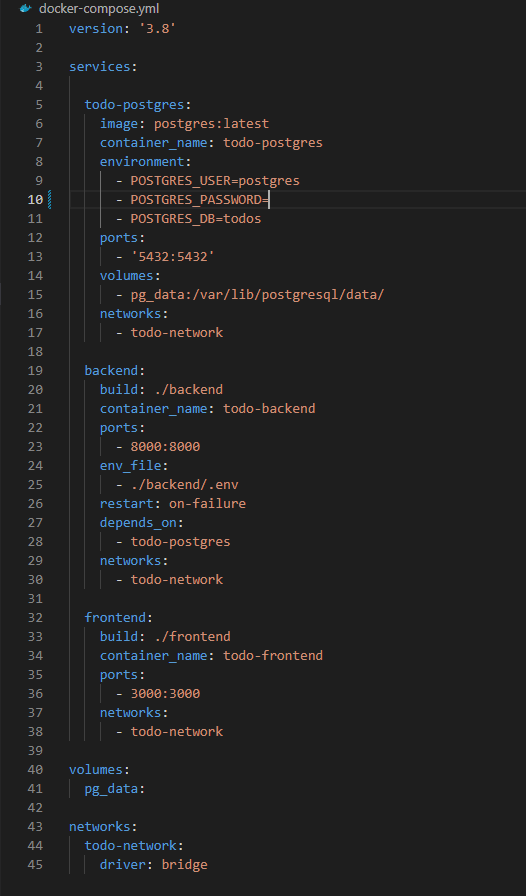 docker-compose.yml
1 version: '3.8'
2
3 services:
4
5   todo-postgres:
6     image: postgres:latest
7     container_name: todo-postgres
8     environment:
9       - POSTGRES_USER=postgres
10       - POSTGRES_PASSWORD=
11       - POSTGRES_DB=todos
12     ports:
13       - '5432:5432'
14     volumes:
15       - pg_data:/var/lib/postgresql/data/
16     networks:
17       - todo-network
18
19   backend:
20     build: ./backend
21     container_name: todo-backend
22     ports:
23       - 8000:8000
24     env_file:
25       - ./backend/.env
26     restart: on-failure
27     depends_on:
28       - todo-postgres
29     networks:
30       - todo-network
31
32   frontend:
33     build: ./frontend
34     container_name: todo-frontend
35     ports:
36       - 3000:3000
37     networks:
38       - todo-network
39
40 volumes:
41   pg_data:
42
43 networks:
44   todo-network:
45     driver: bridge